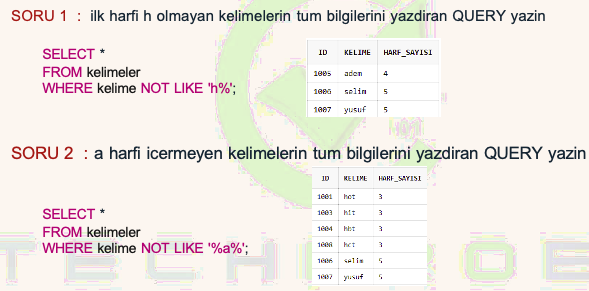 SORU 1 : ilk harfi h olmayan kelimelerin tum bilgilerini yazdiran QUERY yazin
SELECT *
FROM kelimeler
WHERE kelime NOT LIKE 'h%';
ID KELIME HARF_SAYISI
1005 adem 4
1006 selim 5
1007 yusuf 5
SORU 2 : a harfi icermeyen kelimelerin tum bilgilerini yazdiran QUERY yazin
SELECT *
FROM kelimeler
WHERE kelime NOT LIKE '%a%';
ID KELIME HARF_SAYISI
1001 hot 3
1003 hit 3
1004 hbt 3
1008 hct 3
1006 selim 5
1007 yusuf 5